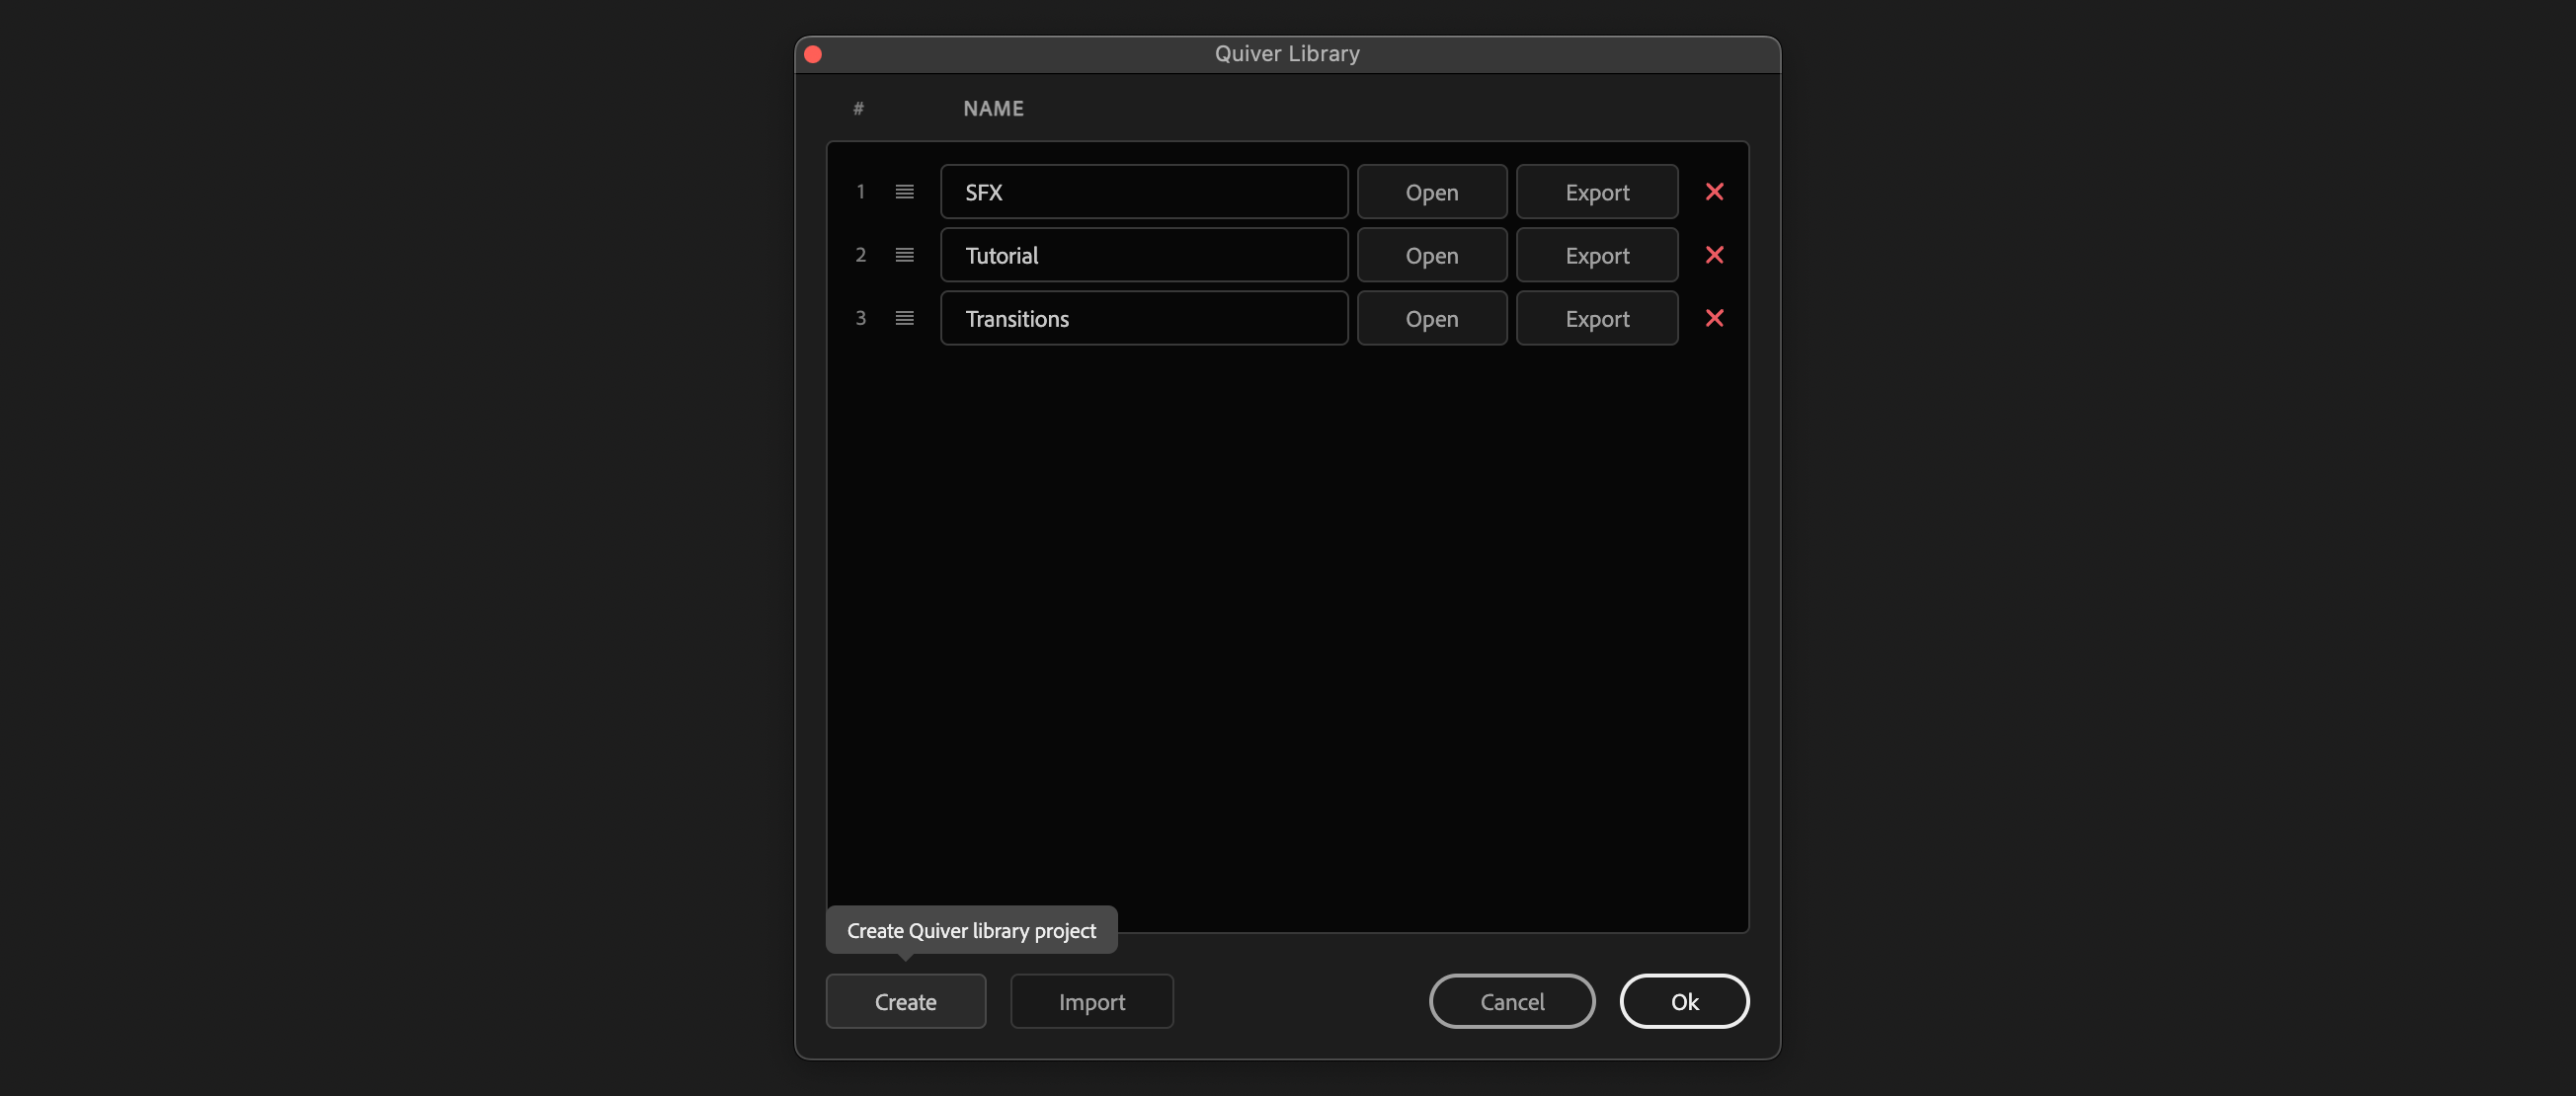 Quiver Library
# NAME
1 SFX Open Export
2 Tutorial Open Export
3 Transitions Open Export
Create Quiver library project
Create Import Cancel Ok